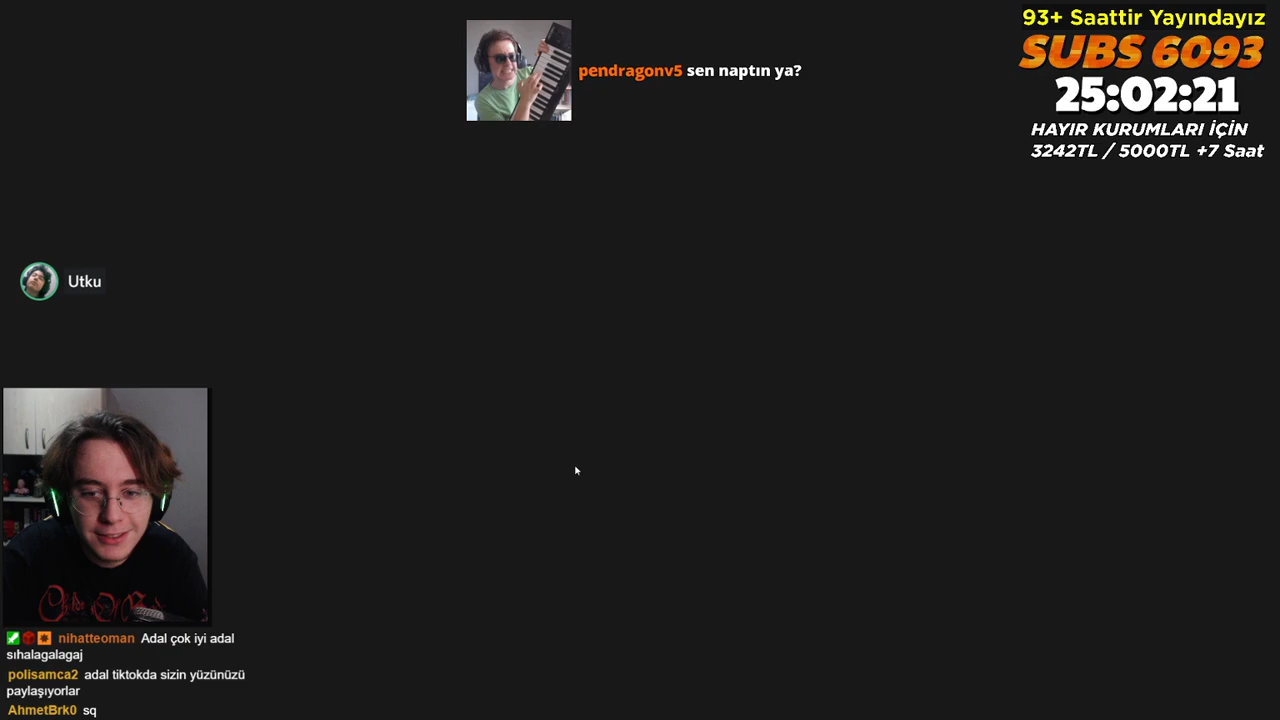 93+ Saattir Yayındayız
SUBS 6093
25:02:21
HAYIR KURUMLARI İÇİN
3242TL / 5000TL +7 Saat
pendragonv5 sen naptın ya?
Utku
nihatteoman Adal çok iyi adal
sıhalagalagaj
polisamca2 adal tiktokda sizin yüzünüzü
paylaşıyorlar
AhmetBrk0 sq